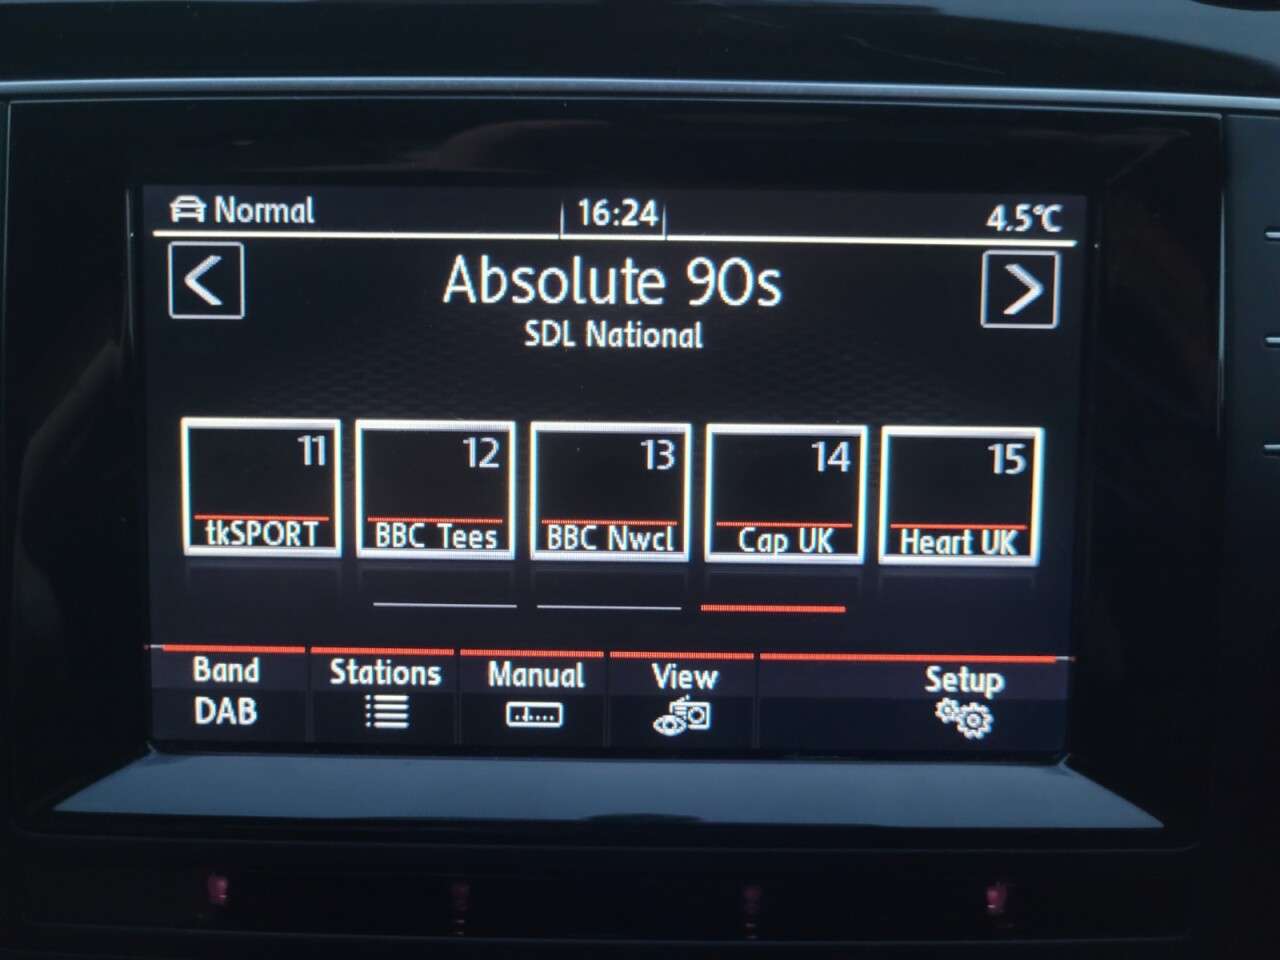 Normal 16:24 4.5°C
Absolute 90s
SDL National
11 12 13 14 15
tkSPORT BBC Tees BBC Nwcl Cap UK Heart UK
Band Stations Manual View Setup
DAB